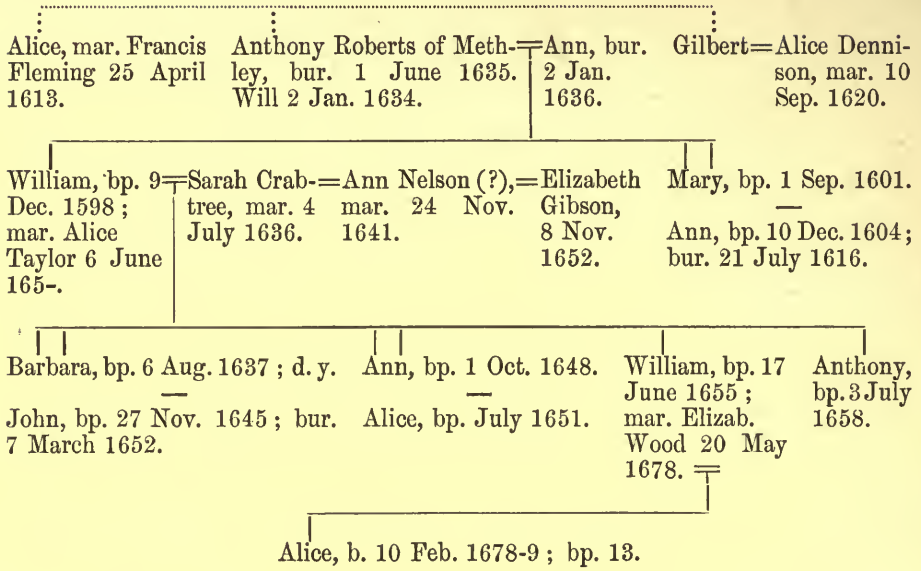 Alice, mar. Francis
Fleming 25 April
1613.
Anthony Roberts of Meth-
ley, bur. 1 June 1635.
Will 2 Jan. 1634.
=Ann, bur.
2 Jan.
1636.
Gilbert=Alice Denni-
son, mar. 10
Sep. 1620.
William, bp. 9
Dec. 1598 ;
mar. Alice
Taylor 6 June
165-.
=Sarah Crab-
tree, mar. 4
July 1636.
=Ann Nelson (?),
mar. 24 Nov.
1641.
=Elizabeth
Gibson,
8 Nov.
1652.
Mary, bp. 1 Sep. 1601.
—
Ann, bp. 10 Dec. 1604 ;
bur. 21 July 1616.
Barbara, bp. 6 Aug. 1637 ; d. y.
—
John, bp. 27 Nov. 1645 ; bur.
7 March 1652.
Ann, bp. 1 Oct. 1648.
—
Alice, bp. July 1651.
William, bp. 17
June 1655 ;
mar. Elizab.
Wood 20 May
1678. =
Anthony,
bp. 3 July
1658.
Alice, b. 10 Feb. 1678-9 ; bp. 13.